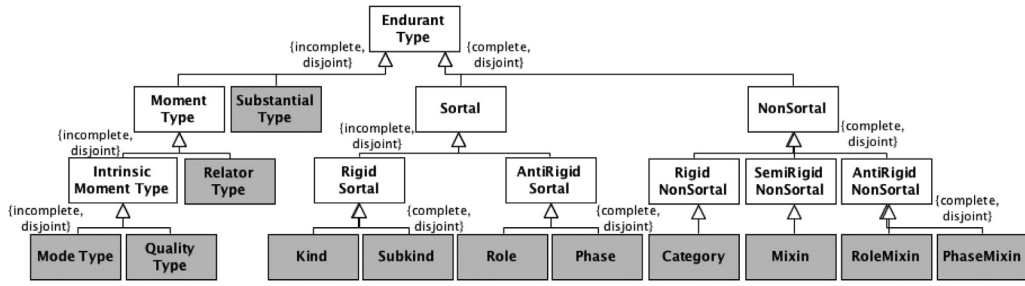 Endurant
Type
{incomplete,
disjoint}
{complete,
disjoint}
Moment
Type
Substantial
Type
Sortal
NonSortal
{incomplete,
disjoint}
{incomplete,
disjoint}
{complete,
disjoint}
Intrinsic
Moment Type
Relator
Type
Rigid
Sortal
AntiRigid
Sortal
Rigid
NonSortal
SemiRigid
NonSortal
AntiRigid
NonSortal
{incomplete,
disjoint}
{complete,
disjoint}
{complete,
disjoint}
{complete,
disjoint}
Mode Type
Quality
Type
Kind
Subkind
Role
Phase
Category
Mixin
RoleMixin
PhaseMixin